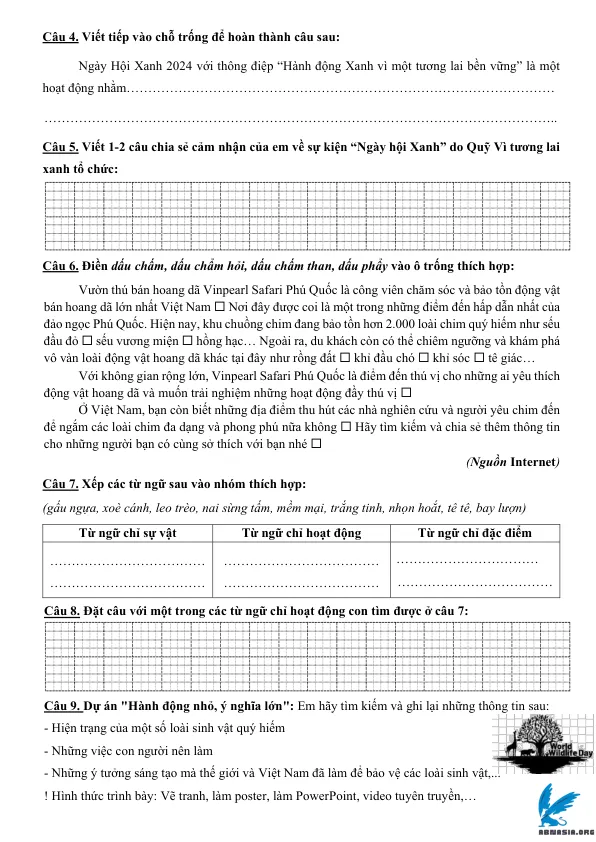 Câu 4. Viết tiếp vào chỗ trống để hoàn thành câu sau:
Ngày Hội Xanh 2024 với thông điệp “Hành động Xanh vì một tương lai bền vững” là một
hoạt động nhằm……………………………………………………………………………………
…………………………………………………………………………………………………………..
Câu 5. Viết 1-2 câu chia sẻ cảm nhận của em về sự kiện “Ngày hội Xanh” do Quỹ Vì tương lai
xanh tổ chức:
Câu 6. Điền dấu chấm, dấu chấm hỏi, dấu chấm than, dấu phẩy vào ô trống thích hợp:
Vườn thú bán hoang dã Vinpearl Safari Phú Quốc là công viên chăm sóc và bảo tồn động vật
bán hoang dã lớn nhất Việt Nam ☐ Nơi đây được coi là một trong những điểm đến hấp dẫn nhất của
đảo ngọc Phú Quốc. Hiện nay, khu chuồng chim đang bảo tồn hơn 2.000 loài chim quý hiếm như sếu
đầu đỏ ☐ sếu vương miện ☐ hồng hạc… Ngoài ra, du khách còn có thể chiêm ngưỡng và khám phá
vô vàn loài động vật hoang dã khác tại đây như rồng đất ☐ khỉ đầu chó ☐ khỉ sóc ☐ tê giác…
Với không gian rộng lớn, Vinpearl Safari Phú Quốc là điểm đến thú vị cho những ai yêu thích
động vật hoang dã và muốn trải nghiệm những hoạt động đầy thú vị ☐
Ở Việt Nam, bạn còn biết những địa điểm thu hút các nhà nghiên cứu và người yêu chim đến
để ngắm các loài chim đa dạng và phong phú nữa không ☐ Hãy tìm kiếm và chia sẻ thêm thông tin
cho những người bạn có cùng sở thích với bạn nhé ☐
(Nguồn Internet)
Câu 7. Xếp các từ ngữ sau vào nhóm thích hợp:
(gấu ngựa, xoè cánh, leo trèo, nai sừng tấm, mềm mại, trắng tinh, nhọn hoắt, tê tê, bay lượn)
Từ ngữ chỉ sự vật Từ ngữ chỉ hoạt động Từ ngữ chỉ đặc điểm
……………………………… ……………………………… ……………………………
……………………………… ……………………………… ………………………………
Câu 8. Đặt câu với một trong các từ ngữ chỉ hoạt động con tìm được ở câu 7:
Câu 9. Dự án "Hành động nhỏ, ý nghĩa lớn": Em hãy tìm kiếm và ghi lại những thông tin sau:
- Hiện trạng của một số loài sinh vật quý hiếm
- Những việc con người nên làm
- Những ý tưởng sáng tạo mà thế giới và Việt Nam đã làm để bảo vệ các loài sinh vật,...
! Hình thức trình bày: Vẽ tranh, làm poster, làm PowerPoint, video tuyên truyền,…
World
Wildlife Day
ABNASIA.ORG